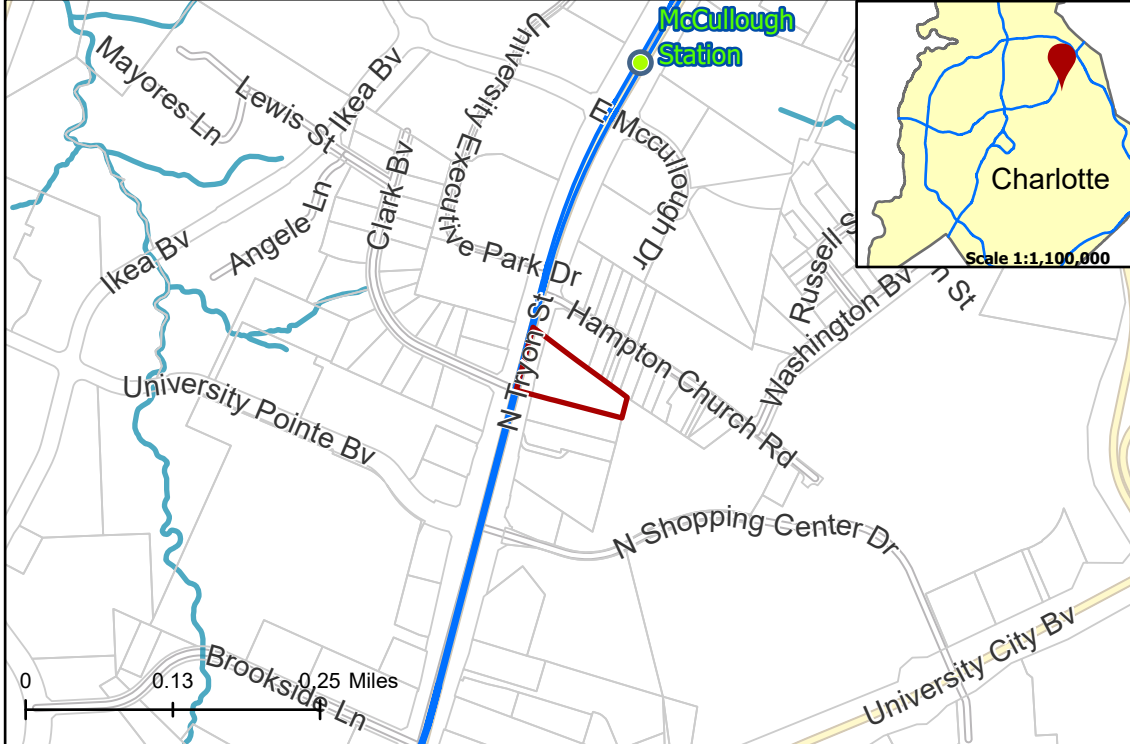 McCullough
Station
Mayores Ln
Lewis St
Ikea Bv
University Executive Park Dr
E Mccullough Dr
Clark Bv
Angele Ln
Ikea Bv
Charlotte
Scale 1:1,100,000
Russell S
n St
Washington Bv
N Tryon St
Hampton Church Rd
University Pointe Bv
N Shopping Center Dr
University City Bv
Brookside Ln
0 0.13 0.25 Miles